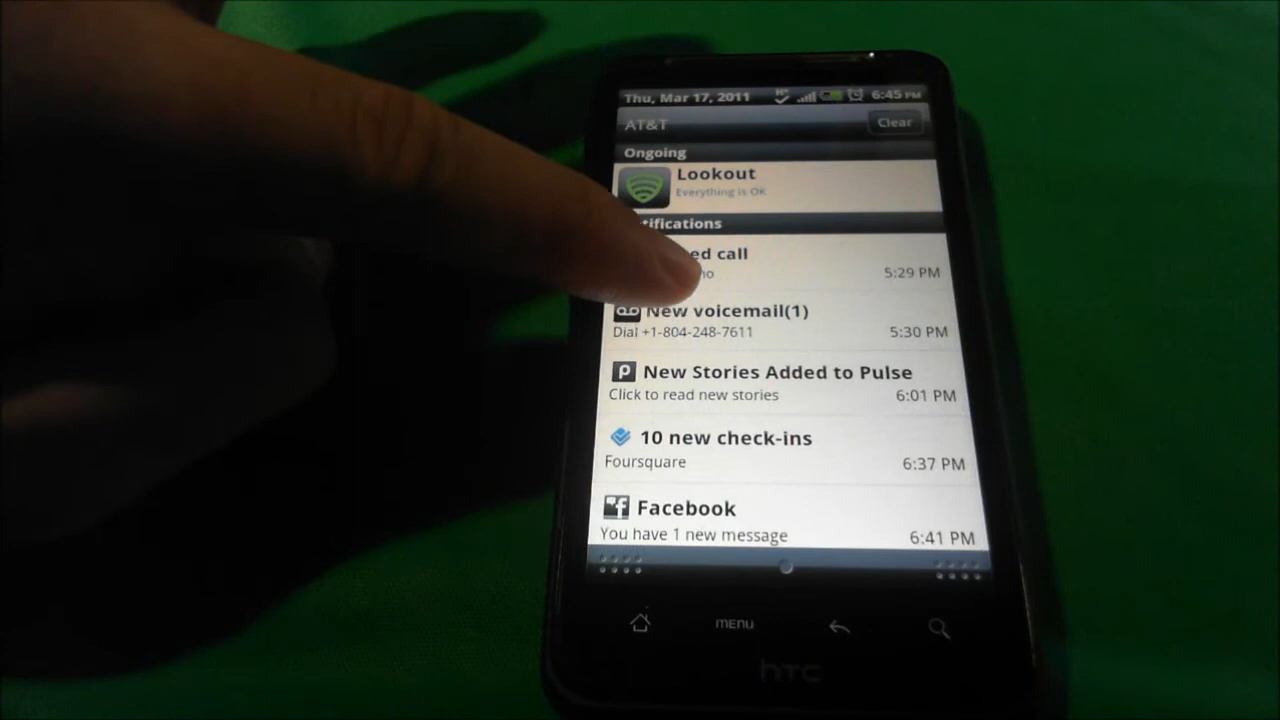 Thu, Mar 17, 2011 6:45 PM
AT&T Clear
Ongoing
Lookout
Everything is OK
tifications
ed call
no 5:29 PM
New voicemail(1)
Dial +1-804-248-7611 5:30 PM
New Stories Added to Pulse
Click to read new stories 6:01 PM
10 new check-ins
Foursquare 6:37 PM
Facebook
You have 1 new message 6:41 PM
MENU
hTC